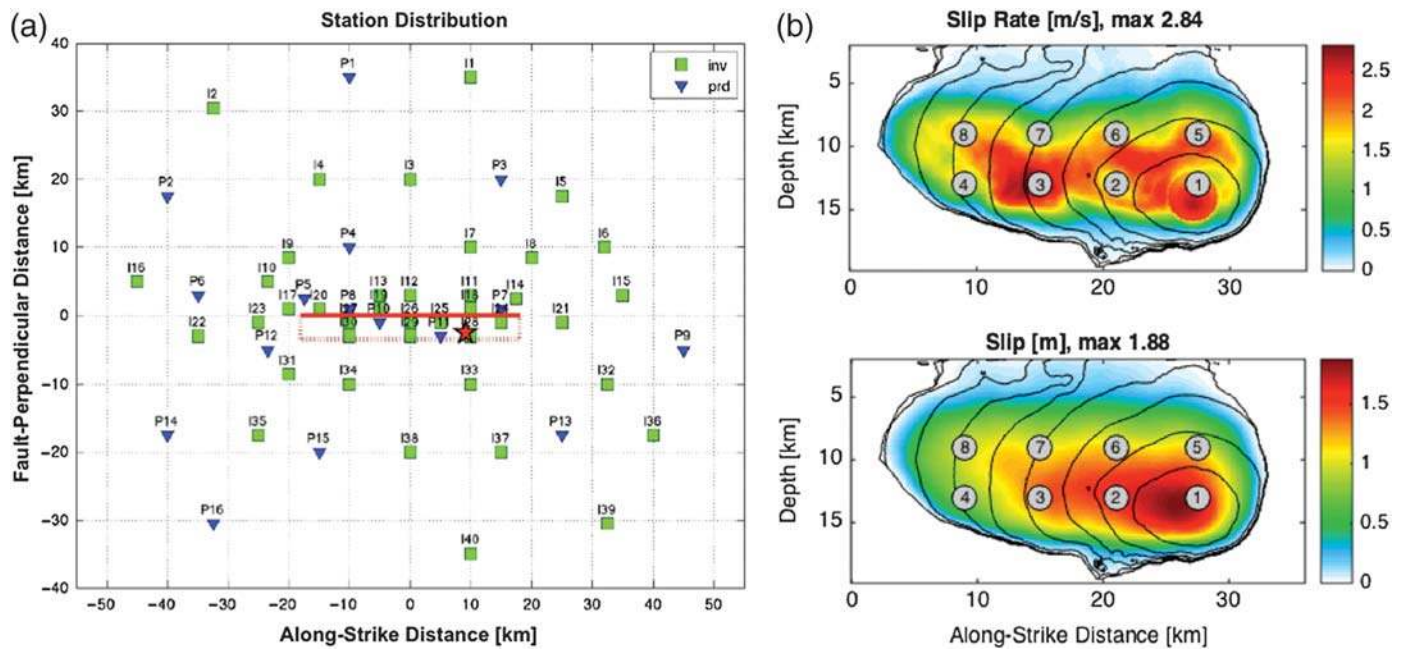 (a)
Station Distribution
Fault-Perpendicular Distance [km]
40
30
20
10
0
−10
−20
−30
−40
inv
prd
P1
I1
I2
I4
I3
P3
P2
I5
P4
I7
I6
I9
I8
I16
I10
P6
P5
I13
I12
I11
I14
I15
I17
I20
P8
P7
I23
P10
I26
I25
I21
I22
P12
I30
I29
P11
I28
P9
I31
I34
I33
I32
P14
I35
P15
I38
I37
P13
I36
P16
I39
I40
−50 −40 −30 −20 −10 0 10 20 30 40 50
Along-Strike Distance [km]
(b)
Slip Rate [m/s], max 2.84
Depth [km]
5
10
15
8 7 6 5
4 3 2 1
0 10 20 30
2.5
2
1.5
1
0.5
0
Slip [m], max 1.88
Depth [km]
5
10
15
8 7 6 5
4 3 2 1
0 10 20 30
1.5
1
0.5
0
Along-Strike Distance [km]